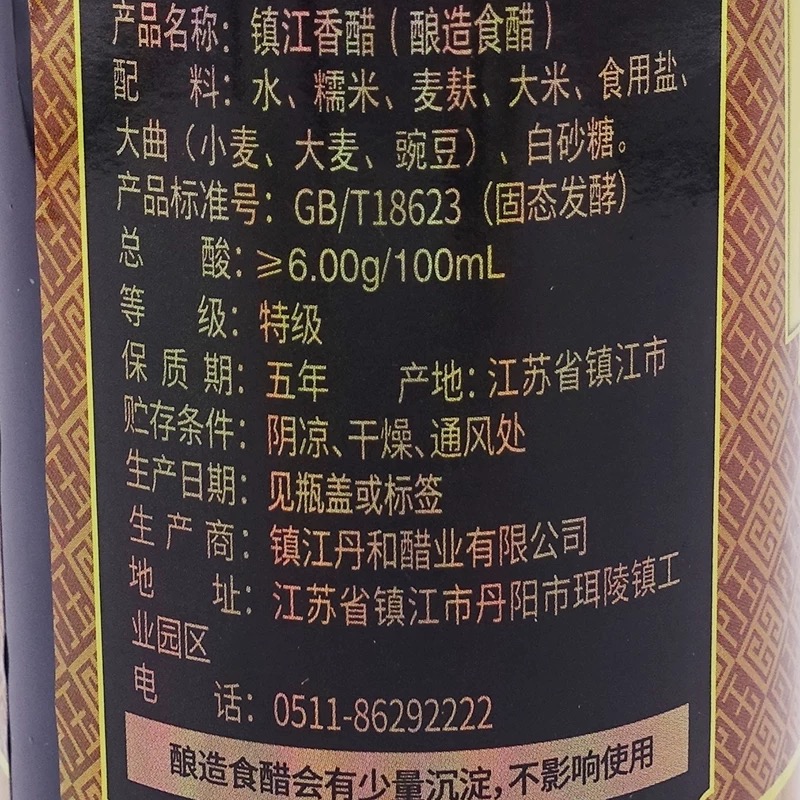 产品名称：镇江香醋（酿造食醋）
配 料：水、糯米、麦麸、大米、食用盐、
大曲（小麦、大麦、豌豆）、白砂糖。
产品标准号：GB/T18623（固态发酵）
总 酸：≥6.00g/100mL
等 级：特级
保 质 期：五年 产地：江苏省镇江市
贮存条件：阴凉、干燥、通风处
生产日期：见瓶盖或标签
生 产 商：镇江丹和醋业有限公司
地 址：江苏省镇江市丹阳市珥陵镇工
业园区
电 话：0511-86292222
酿造食醋会有少量沉淀，不影响使用